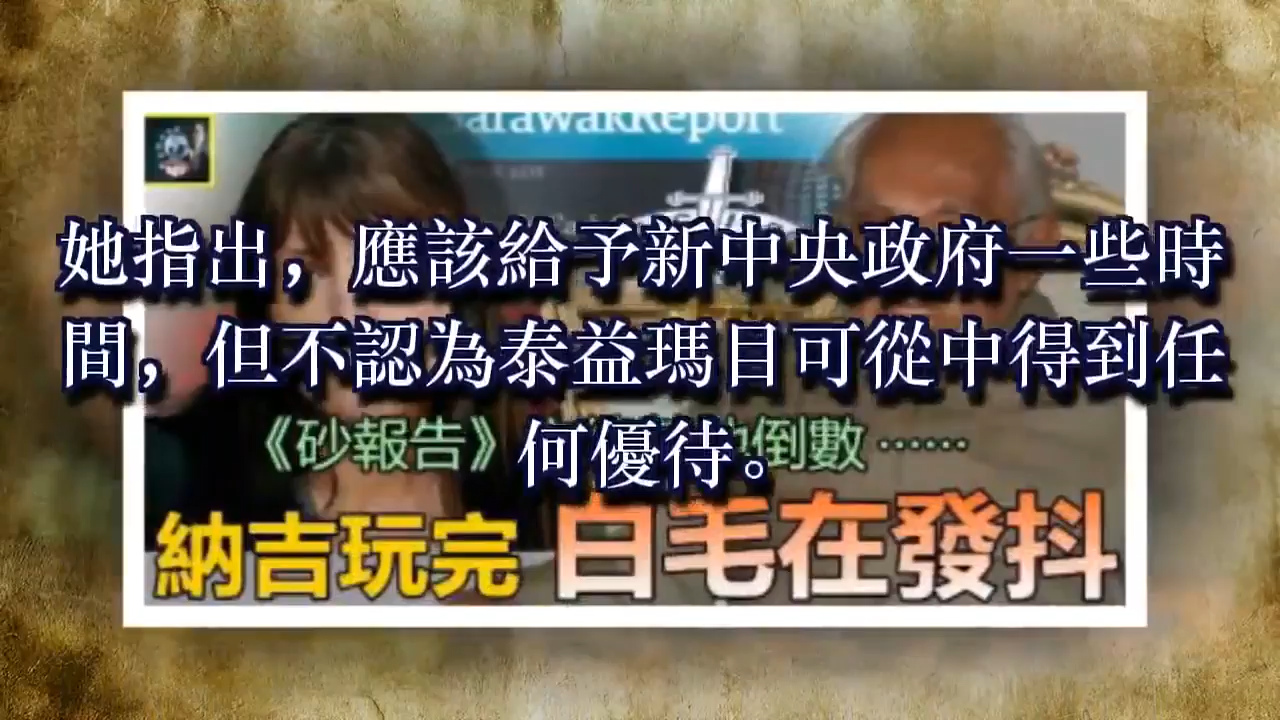 SarawakReport
她指出，應該給予新中央政府一些時
間，但不認為泰益瑪目可從中得到任
何優待。
《砂報告》 倒數……
納吉玩完 白毛在發抖